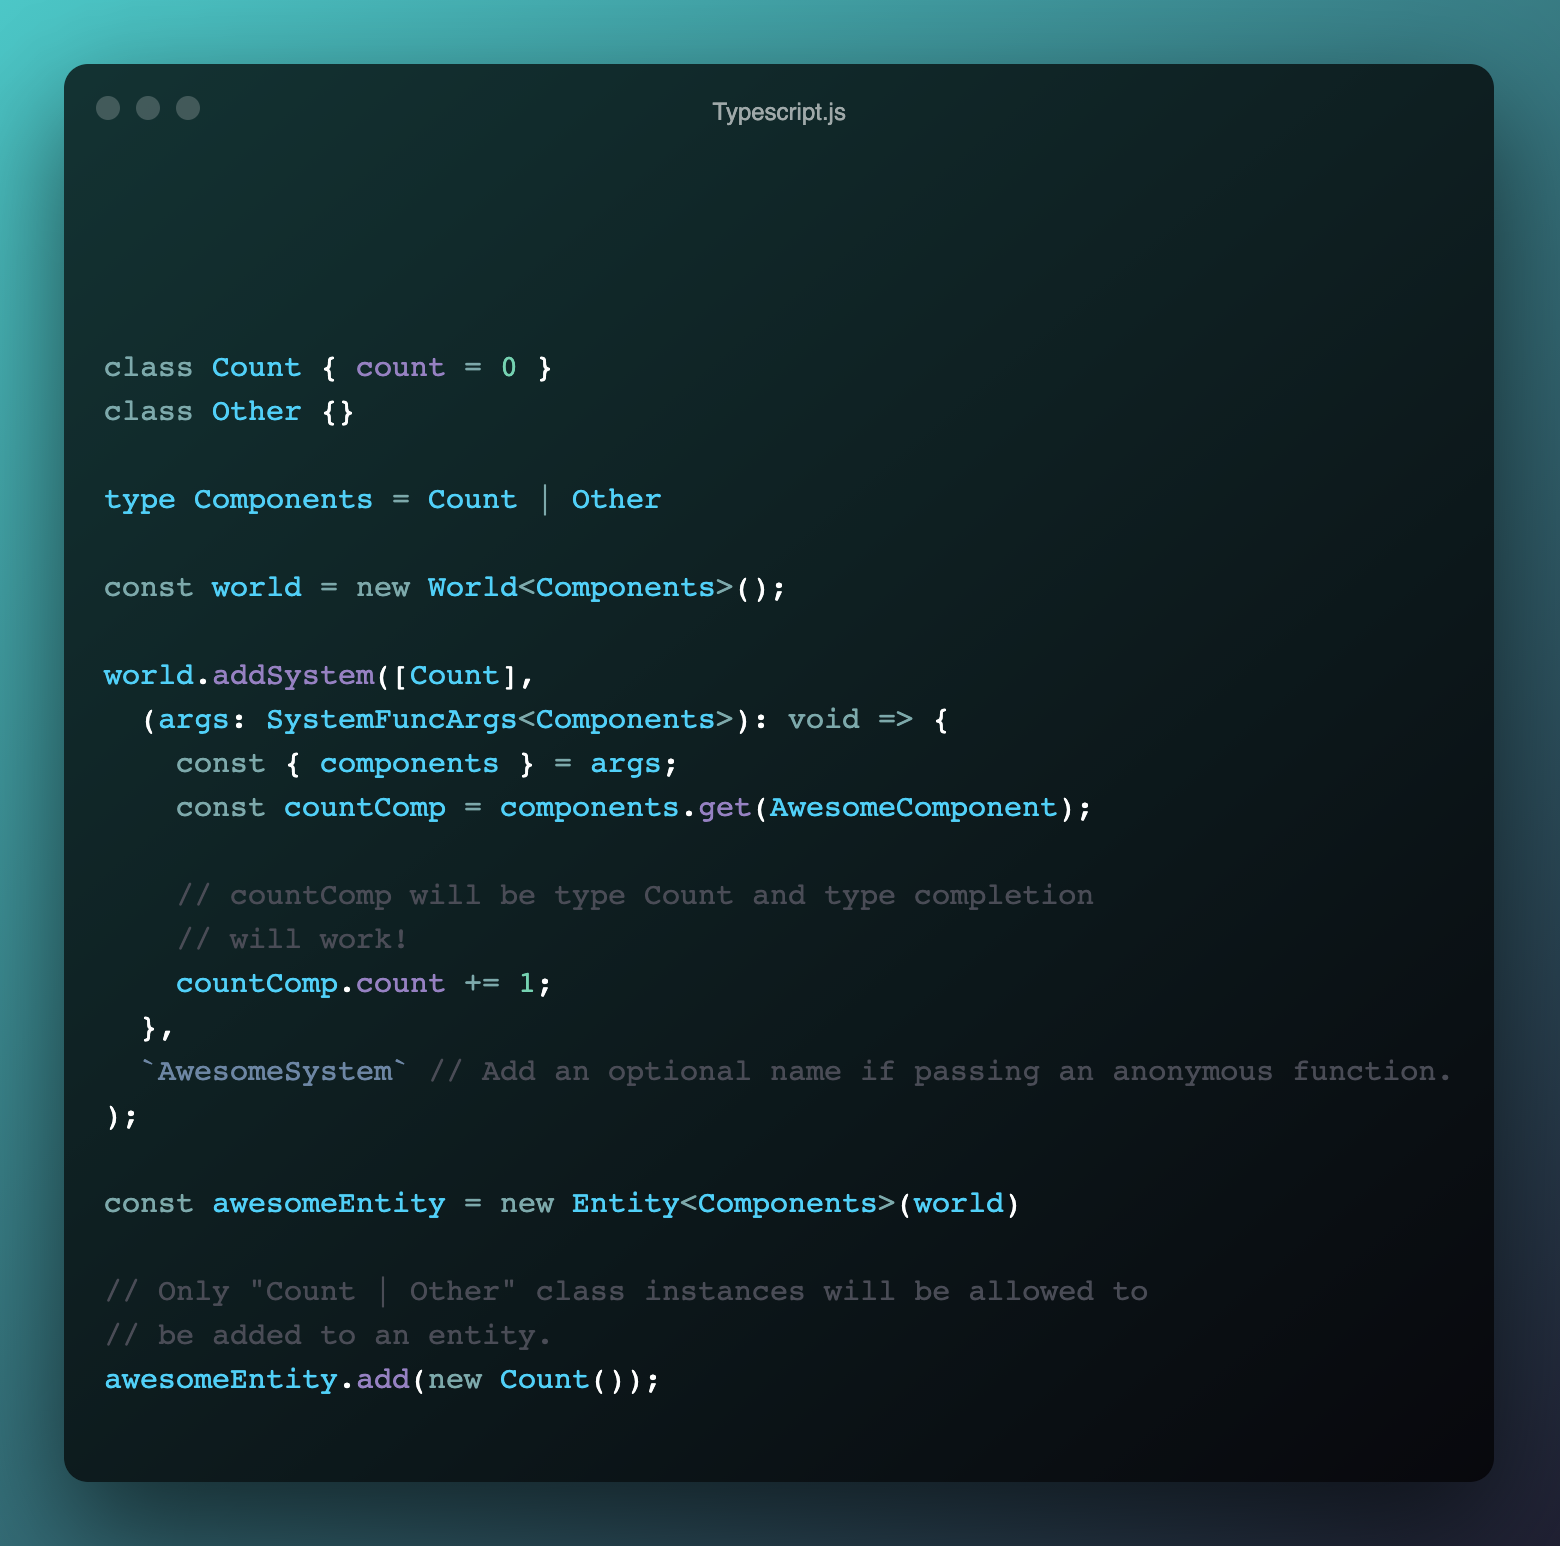 Typescript.js
class Count { count = 0 }
class Other {}
type Components = Count | Other
const world = new World<Components>();
world.addSystem([Count],
  (args: SystemFuncArgs<Components>): void => {
    const { components } = args;
    const countComp = components.get(AwesomeComponent);
    // countComp will be type Count and type completion
    // will work!
    countComp.count += 1;
  },
  `AwesomeSystem` // Add an optional name if passing an anonymous function.
);
const awesomeEntity = new Entity<Components>(world)
// Only "Count | Other" class instances will be allowed to
// be added to an entity.
awesomeEntity.add(new Count());